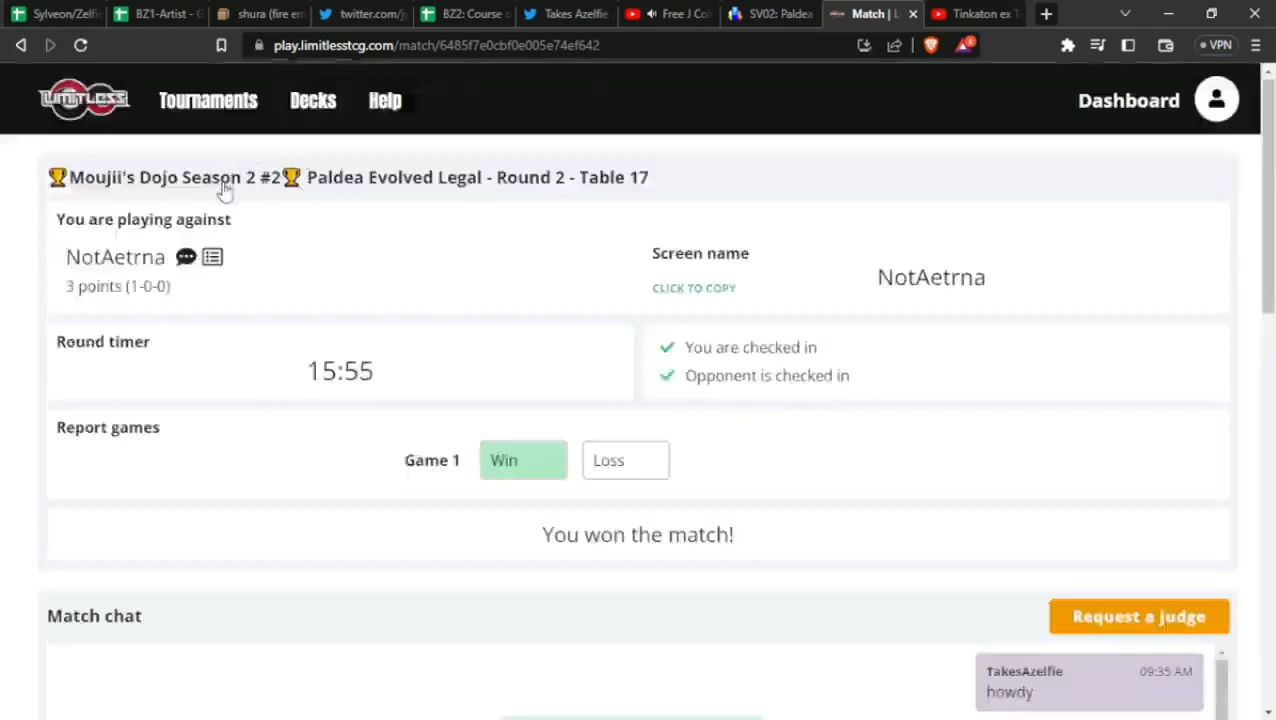 Sylveon/Zelfi
BZ1-Artist - G
shura (fire em
twitter.com/j
BZ2: Course o
Takes Azelfie
Free J Co
SV02: Paldea
Match | L
Tinkaton ex T
play.limitlesstcg.com/match/6485f7e0cbf0e005e74ef642
VPN
LIMITLESS
Tournaments
Decks
Help
Dashboard
🏆Moujii's Dojo Season 2 #2🏆 Paldea Evolved Legal - Round 2 - Table 17
You are playing against
NotAetrna
3 points (1-0-0)
Screen name
CLICK TO COPY
NotAetrna
Round timer
15:55
You are checked in
Opponent is checked in
Report games
Game 1
Win
Loss
You won the match!
Match chat
Request a judge
TakesAzelfie
09:35 AM
howdy